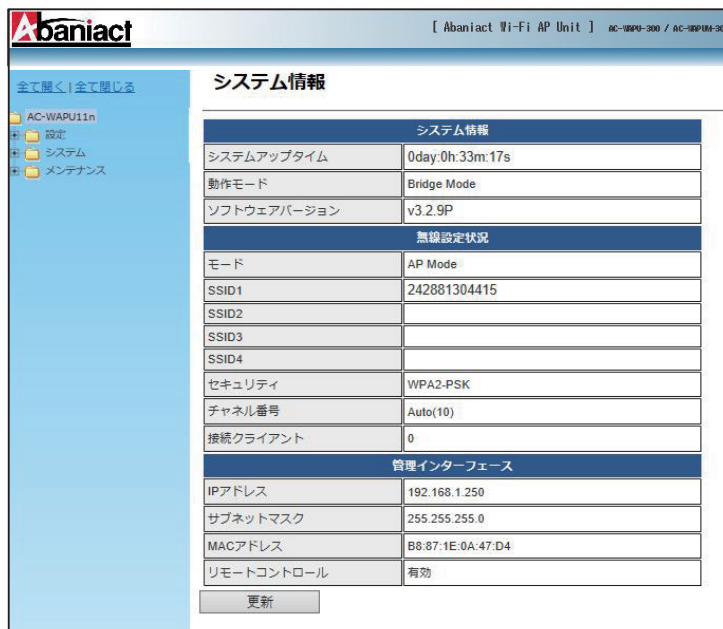 Abaniact
[ Abaniact Wi-Fi AP Unit ] AC-WAPU-300 / AC-WAPUM-30
全て開く | 全て閉じる
AC-WAPU11n
設定
システム
メンテナンス
システム情報
システム情報
システムアップタイム 0day:0h:33m:17s
動作モード Bridge Mode
ソフトウェアバージョン v3.2.9P
無線設定状況
モード AP Mode
SSID1 242881304415
SSID2
SSID3
SSID4
セキュリティ WPA2-PSK
チャネル番号 Auto(10)
接続クライアント 0
管理インターフェース
IPアドレス 192.168.1.250
サブネットマスク 255.255.255.0
MACアドレス B8:87:1E:0A:47:D4
リモートコントロール 有効
更新